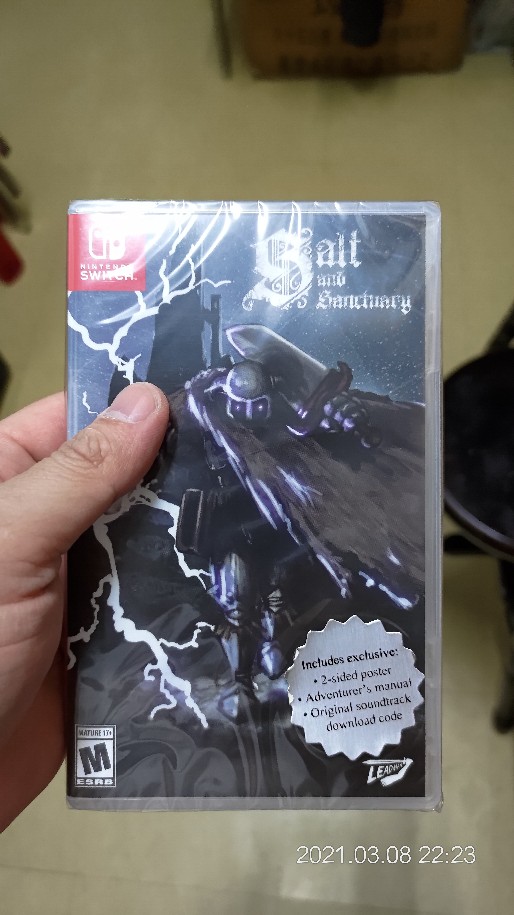 NINTENDO
SWITCH
Salt
and
Sanctuary
Includes exclusive:
• 2-sided poster
• Adventurer's manual
• Original soundtrack
download code
MATURE 17+
M
ESRB
2021.03.08 22:23